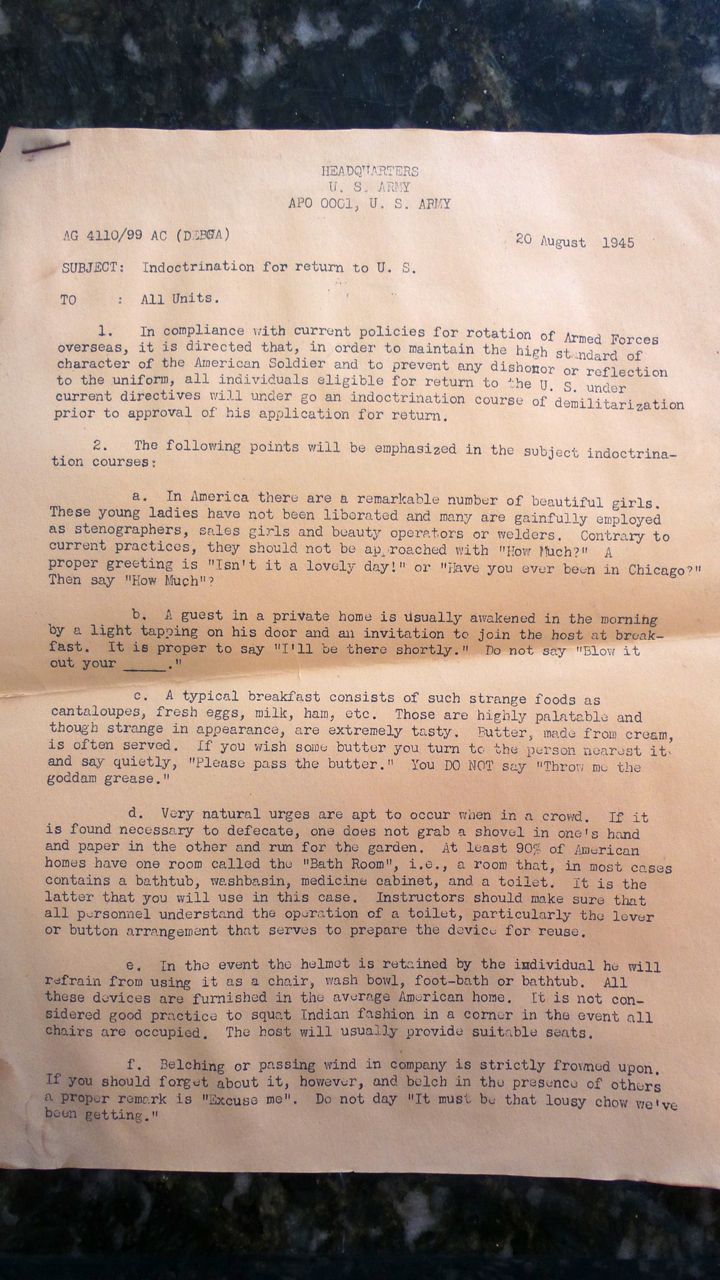 HEADQUARTERS
U. S. ARMY
APO 0001, U. S. ARMY
AG 4110/99 AC
20 August 1945
SUBJECT: Indoctrination for return to U. S.
TO : All Units.
1. In compliance with current policies for rotation of Armed Forces
overseas, it is directed that, in order to maintain the high standard of
character of the American Soldier and to prevent any dishonor or reflection
to the uniform, all individuals eligible for return to the U. S. under
current directives will under go an indoctrination course of demilitarization
prior to approval of his application for return.
2. The following points will be emphasized in the subject indoctrina-
tion courses:
a. In America there are a remarkable number of beautiful girls.
These young ladies have not been liberated and many are gainfully employed
as stenographers, sales girls and beauty operators or welders. Contrary to
current practices, they should not be approached with "How Much?" A
proper greeting is "Isn't it a lovely day!" or "Have you ever been in Chicago?"
Then say "How Much"?
b. A guest in a private home is usually awakened in the morning
by a light tapping on his door and an invitation to join the host at break-
fast. It is proper to say "I'll be there shortly." Do not say "Blow it
out your _____."
c. A typical breakfast consists of such strange foods as
cantaloupes, fresh eggs, milk, ham, etc. Those are highly palatable and
though strange in appearance, are extremely tasty. Butter, made from cream,
is often served. If you wish some butter you turn to the person nearest it
and say quietly, "Please pass the butter." You DO NOT say "Throw me the
goddam grease."
d. Very natural urges are apt to occur when in a crowd. If it
is found necessary to defecate, one does not grab a shovel in one's hand
and paper in the other and run for the garden. At least 90% of American
homes have one room called the "Bath Room", i.e., a room that, in most cases
contains a bathtub, washbasin, medicine cabinet, and a toilet. It is the
latter that you will use in this case. Instructors should make sure that
all personnel understand the operation of a toilet, particularly the lever
or button arrangement that serves to prepare the device for reuse.
e. In the event the helmet is retained by the individual he will
refrain from using it as a chair, wash bowl, foot-bath or bathtub. All
these devices are furnished in the average American home. It is not con-
sidered good practice to squat Indian fashion in a corner in the event all
chairs are occupied. The host will usually provide suitable seats.
f. Belching or passing wind in company is strictly frowned upon.
If you should forget about it, however, and belch in the presence of others
a proper remark is "Excuse me". Do not day "It must be that lousy chow we've
been getting."